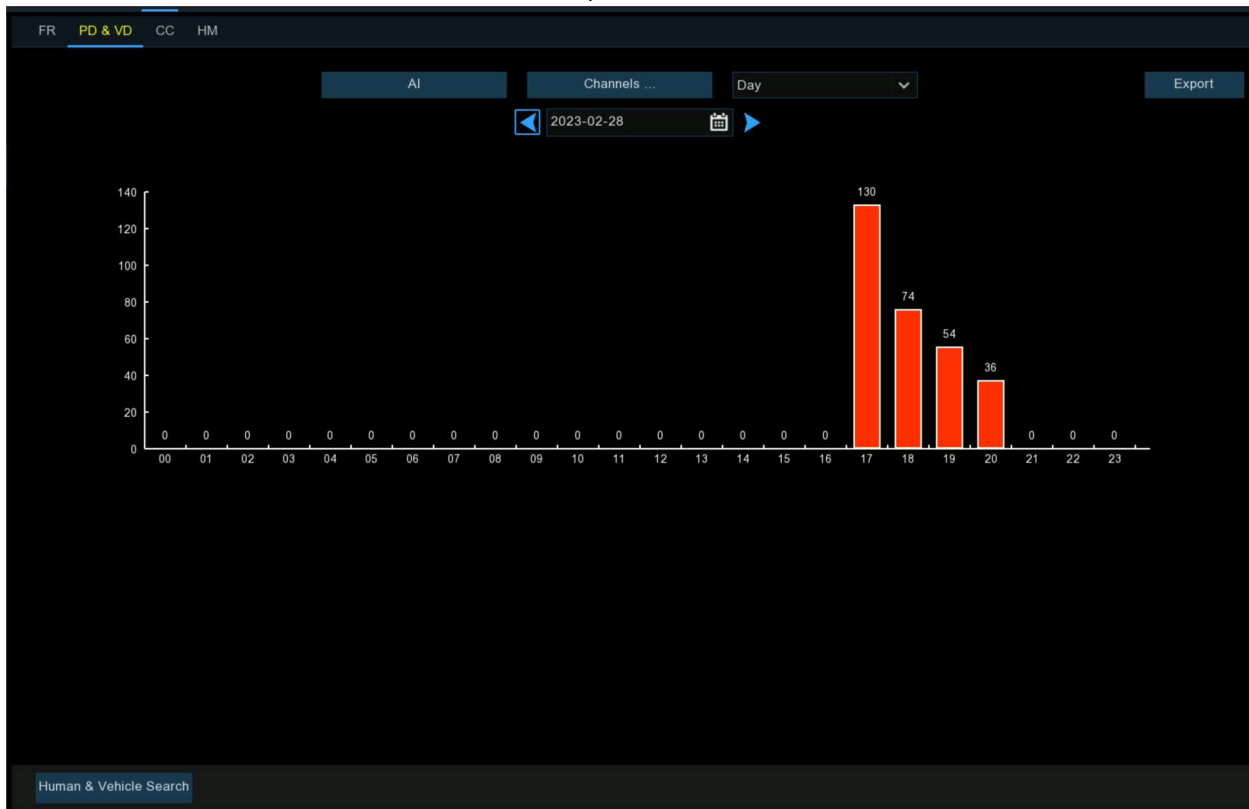 FR PD & VD CC HM
AI Channels ... Day Export
2023-02-28
140 130
120
100
80 74
60 54
40 36
20
0 0 0 0 0 0 0 0 0 0 0 0 0 0 0 0 0 0 0 0
0
00 01 02 03 04 05 06 07 08 09 10 11 12 13 14 15 16 17 18 19 20 21 22 23
Human & Vehicle Search